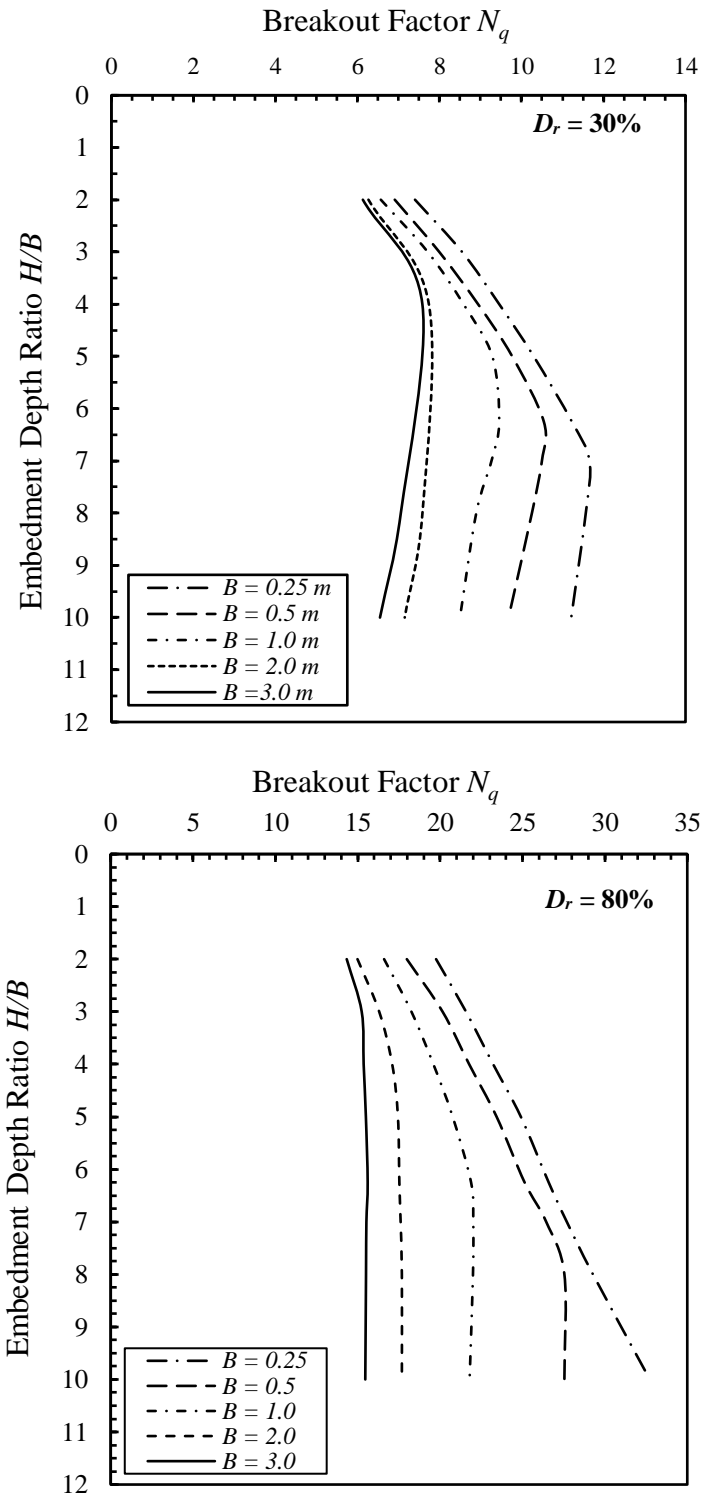 Breakout Factor N_q
0 2 4 6 8 10 12 14
D_r = 30%
Embedment Depth Ratio H/B
0
1
2
3
4
5
6
7
8
9
10
11
12
B = 0.25 m
B = 0.5 m
B = 1.0 m
B = 2.0 m
B =3.0 m
Breakout Factor N_q
0 5 10 15 20 25 30 35
D_r = 80%
Embedment Depth Ratio H/B
0
1
2
3
4
5
6
7
8
9
10
11
12
B = 0.25
B = 0.5
B = 1.0
B = 2.0
B = 3.0